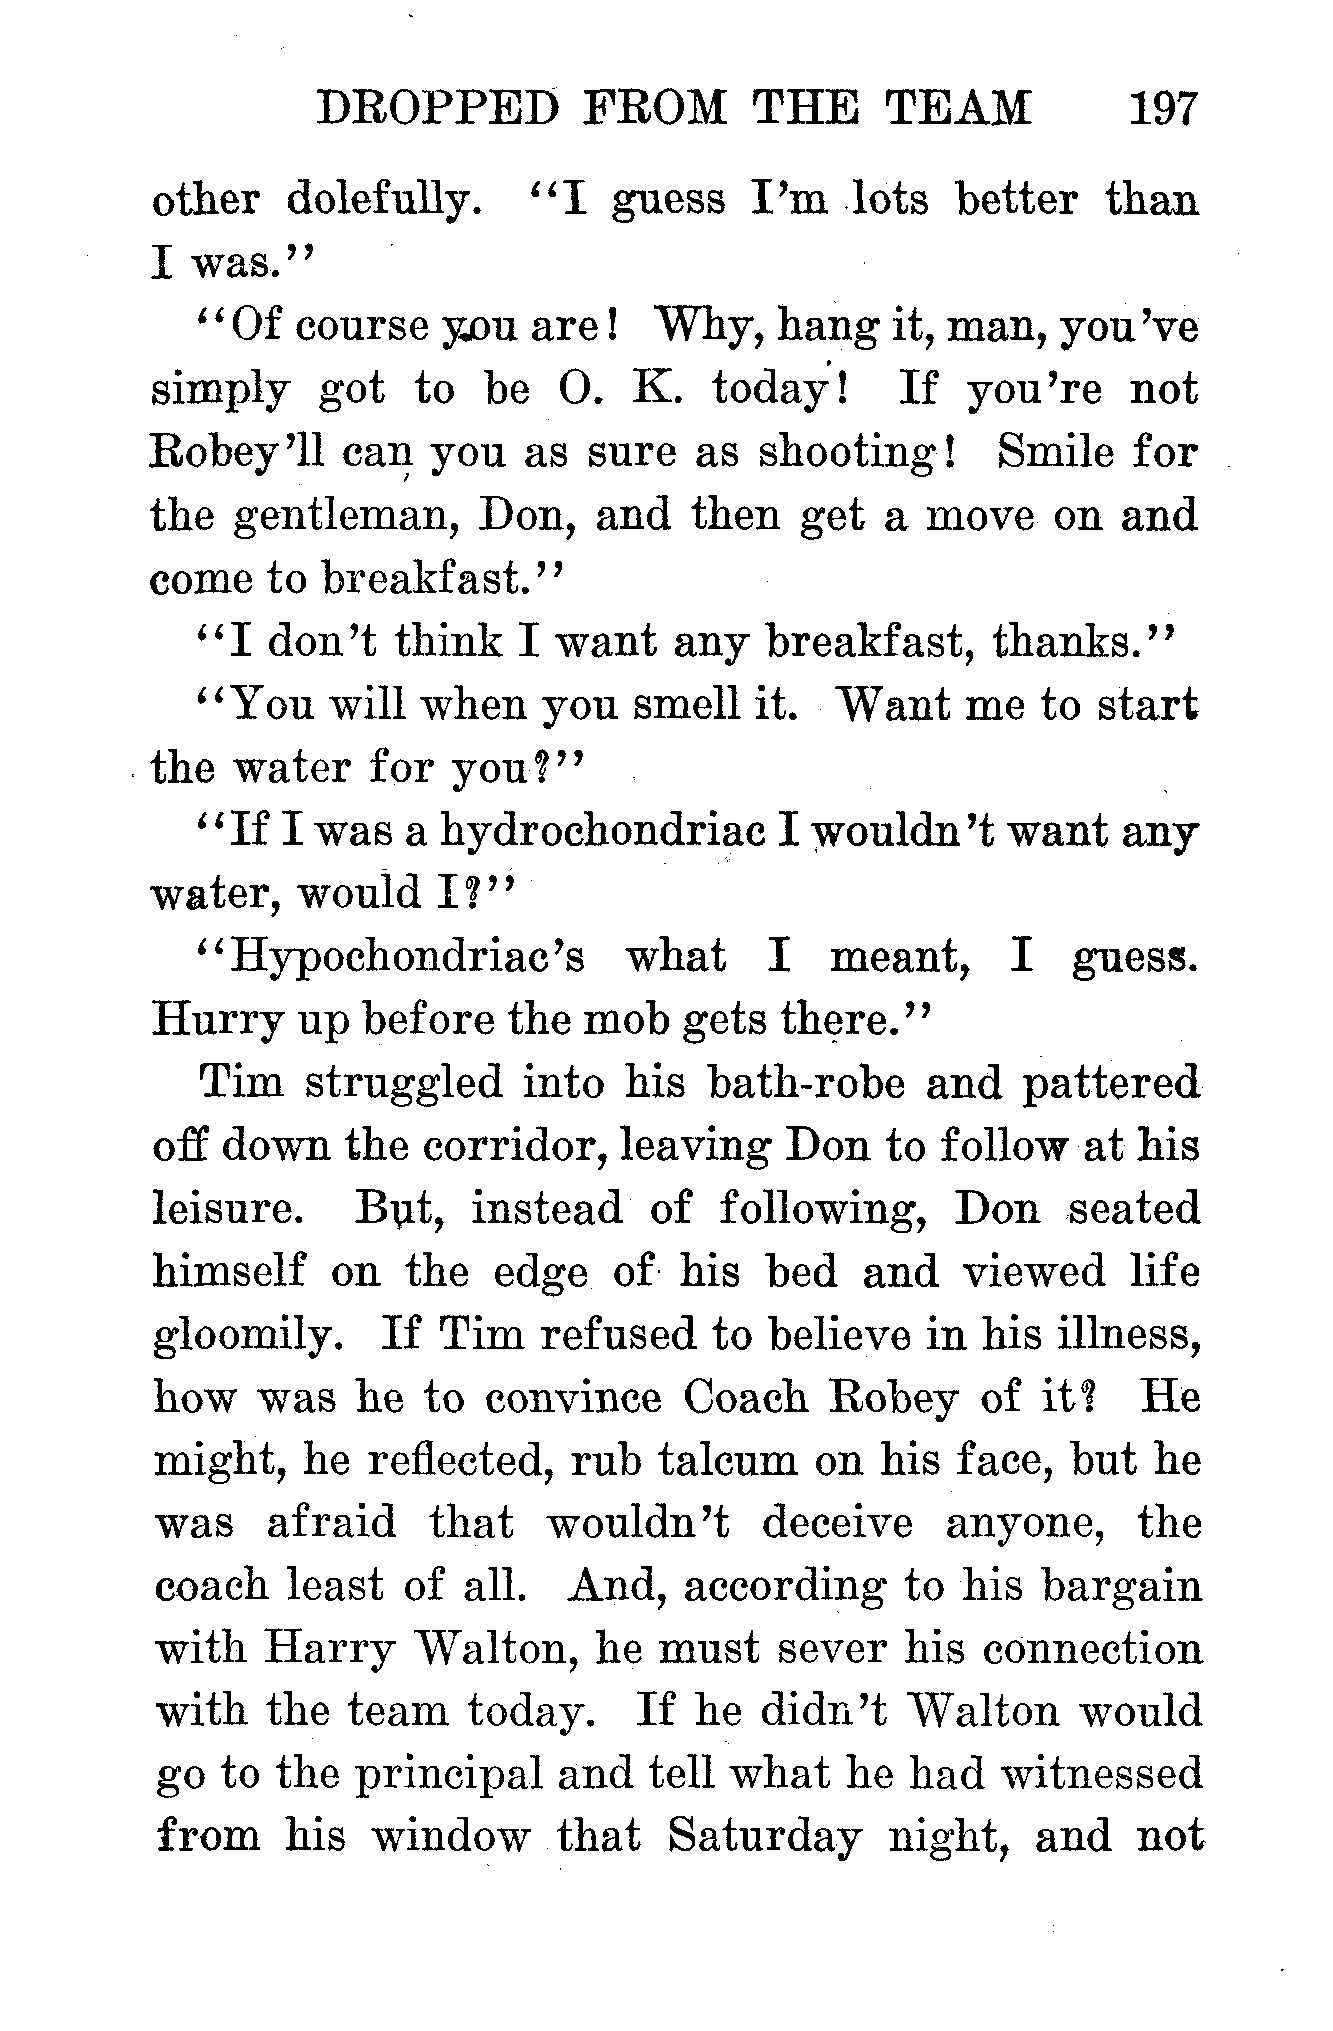 DROPPED FROM THE TEAM 197
other dolefully. "I guess I'm lots better than
I was."
"Of course you are! Why, hang it, man, you've
simply got to be O. K. today! If you're not
Robey'll can you as sure as shooting! Smile for
the gentleman, Don, and then get a move on and
come to breakfast."
"I don't think I want any breakfast, thanks."
"You will when you smell it. Want me to start
the water for you?"
"If I was a hydrochondriac I wouldn't want any
water, would I?"
"Hypochondriac's what I meant, I guess.
Hurry up before the mob gets there."
Tim struggled into his bath-robe and pattered
off down the corridor, leaving Don to follow at his
leisure. But, instead of following, Don seated
himself on the edge of his bed and viewed life
gloomily. If Tim refused to believe in his illness,
how was he to convince Coach Robey of it? He
might, he reflected, rub talcum on his face, but he
was afraid that wouldn't deceive anyone, the
coach least of all. And, according to his bargain
with Harry Walton, he must sever his connection
with the team today. If he didn't Walton would
go to the principal and tell what he had witnessed
from his window that Saturday night, and not